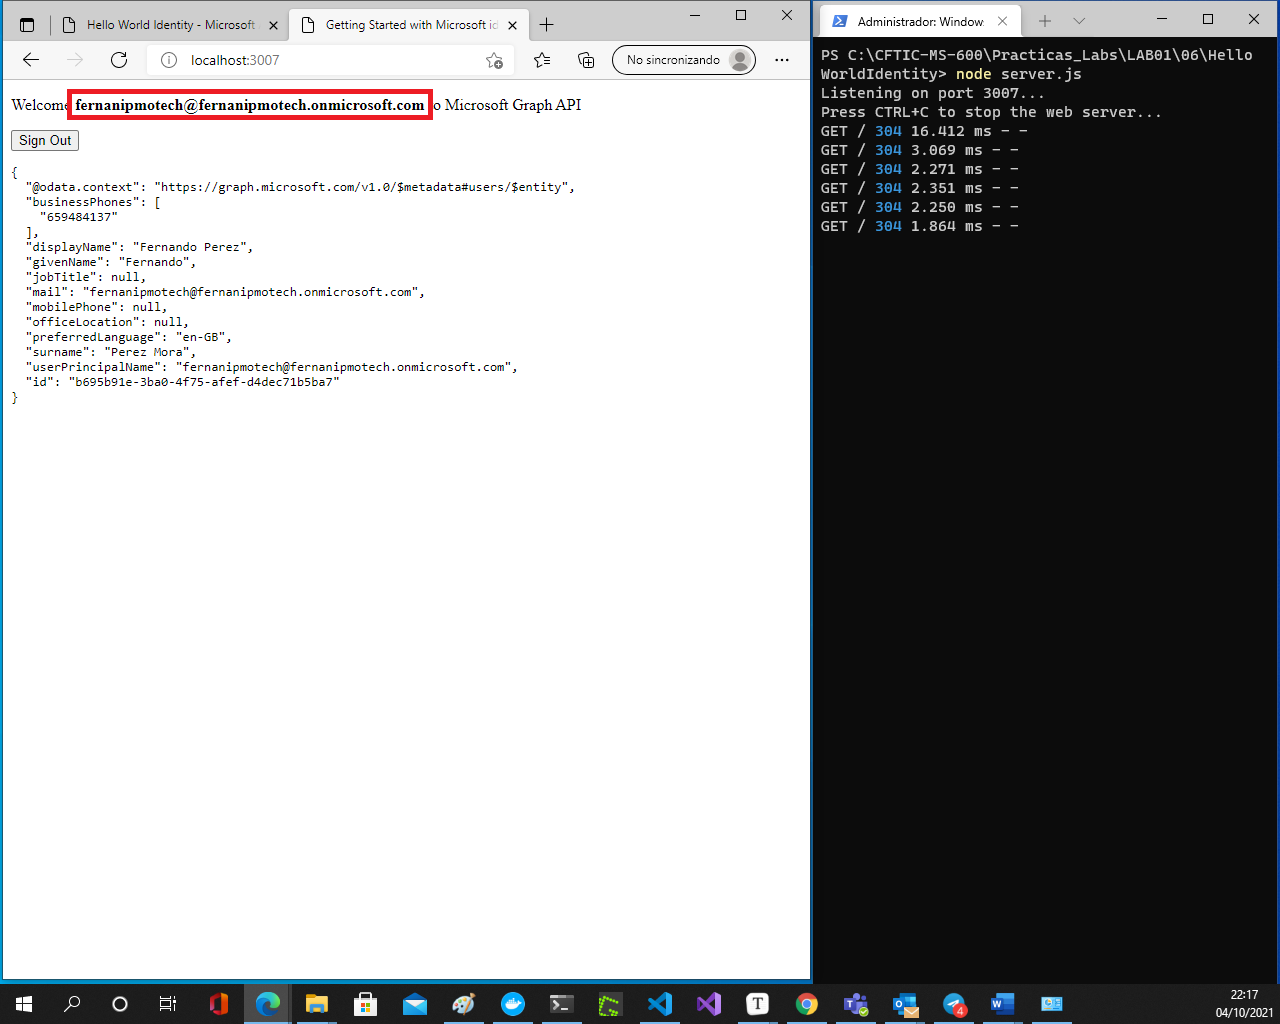 Hello World Identity - Microsoft
Getting Started with Microsoft id
localhost:3007
No sincronizando
Welcome fernanipmotech@fernanipmotech.onmicrosoft.com o Microsoft Graph API
Sign Out
{
"@odata.context": "https://graph.microsoft.com/v1.0/$metadata#users/$entity",
"businessPhones": [
"659484137"
],
"displayName": "Fernando Perez",
"givenName": "Fernando",
"jobTitle": null,
"mail": "fernanipmotech@fernanipmotech.onmicrosoft.com",
"mobilePhone": null,
"officeLocation": null,
"preferredLanguage": "en-GB",
"surname": "Perez Mora",
"userPrincipalName": "fernanipmotech@fernanipmotech.onmicrosoft.com",
"id": "b695b91e-3ba0-4f75-afef-d4dec71b5ba7"
}
Administrador: Window
PS C:\CFTIC-MS-600\Practicas_Labs\LAB01\06\Hello
WorldIdentity> node server.js
Listening on port 3007...
Press CTRL+C to stop the web server...
GET / 304 16.412 ms - -
GET / 304 3.069 ms - -
GET / 304 2.271 ms - -
GET / 304 2.351 ms - -
GET / 304 2.250 ms - -
GET / 304 1.864 ms - -
T
4
22:17
04/10/2021